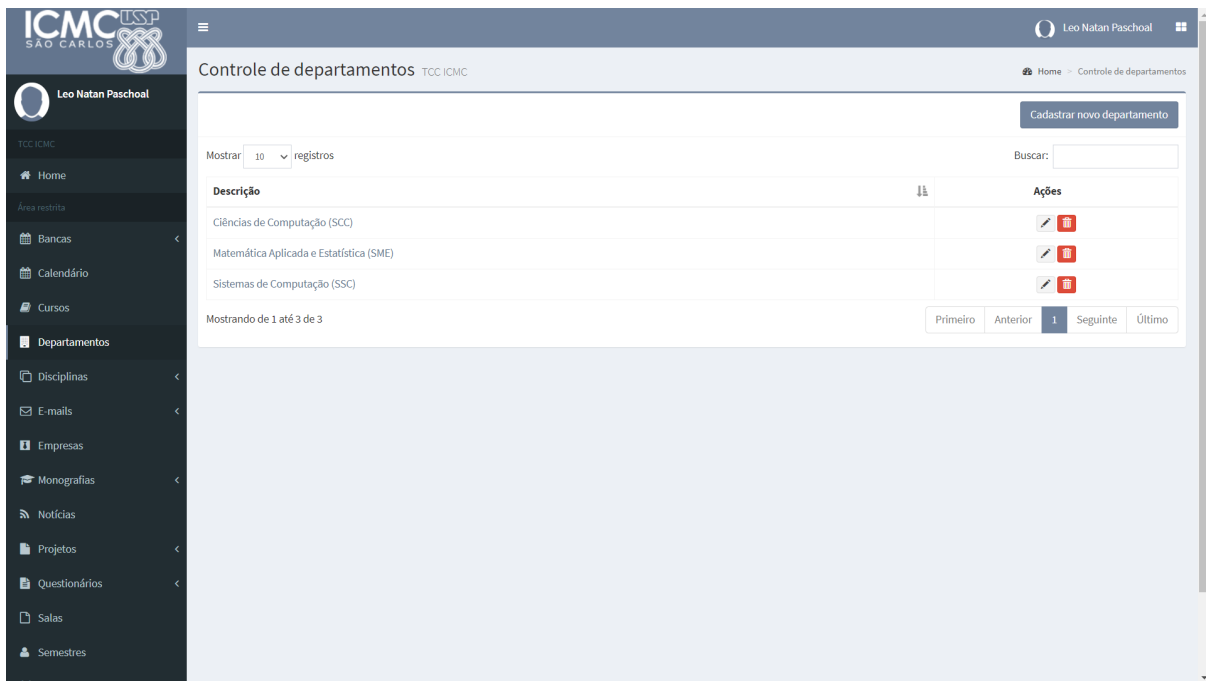 ICMC USP
SÃO CARLOS
Leo Natan Paschoal
Leo Natan Paschoal
TCC ICMC
Home
Área restrita
Bancas
Calendário
Cursos
Departamentos
Disciplinas
E-mails
Empresas
Monografias
Notícias
Projetos
Questionários
Salas
Semestres
Controle de departamentos TCC ICMC
Home > Controle de departamentos
Cadastrar novo departamento
Mostrar 10 registros
Buscar:
Descrição Ações
Ciências de Computação (SCC)
Matemática Aplicada e Estatística (SME)
Sistemas de Computação (SSC)
Mostrando de 1 até 3 de 3
Primeiro Anterior 1 Seguinte Último